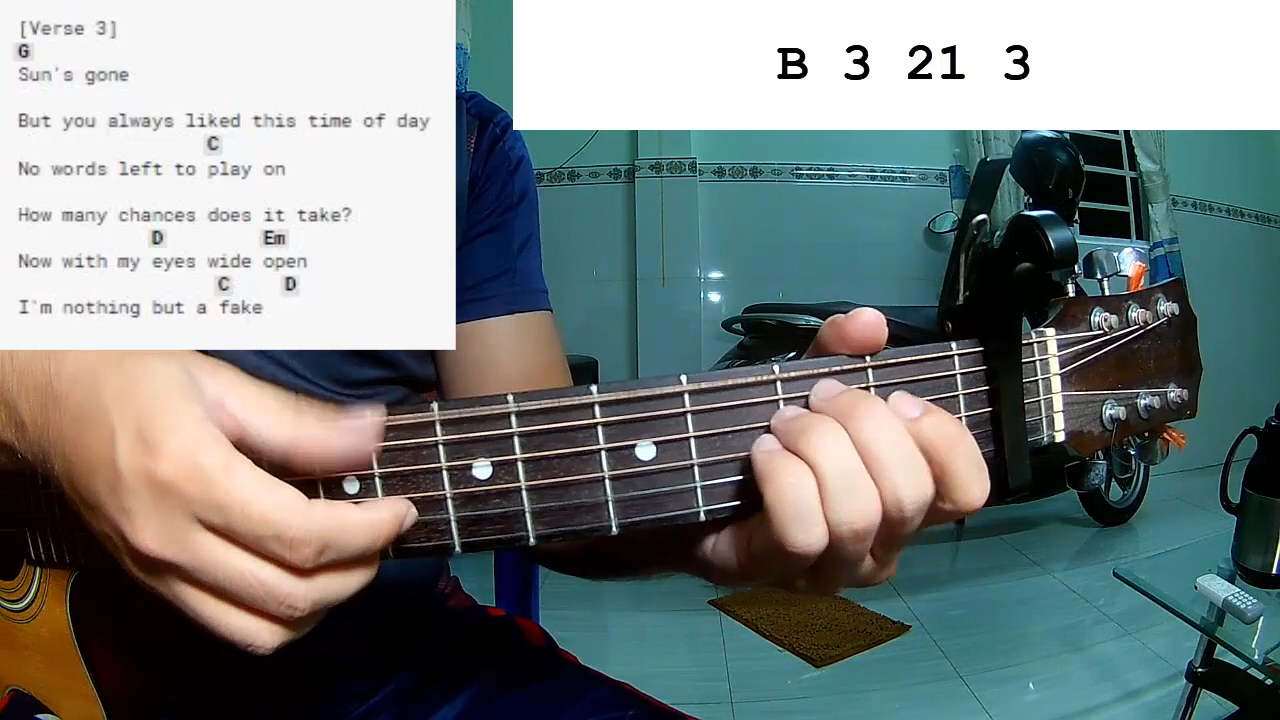 [Verse 3]
G
Sun's gone
But you always liked this time of day
C
No words left to play on
How many chances does it take?
D Em
Now with my eyes wide open
C D
I'm nothing but a fake
B 3 21 3